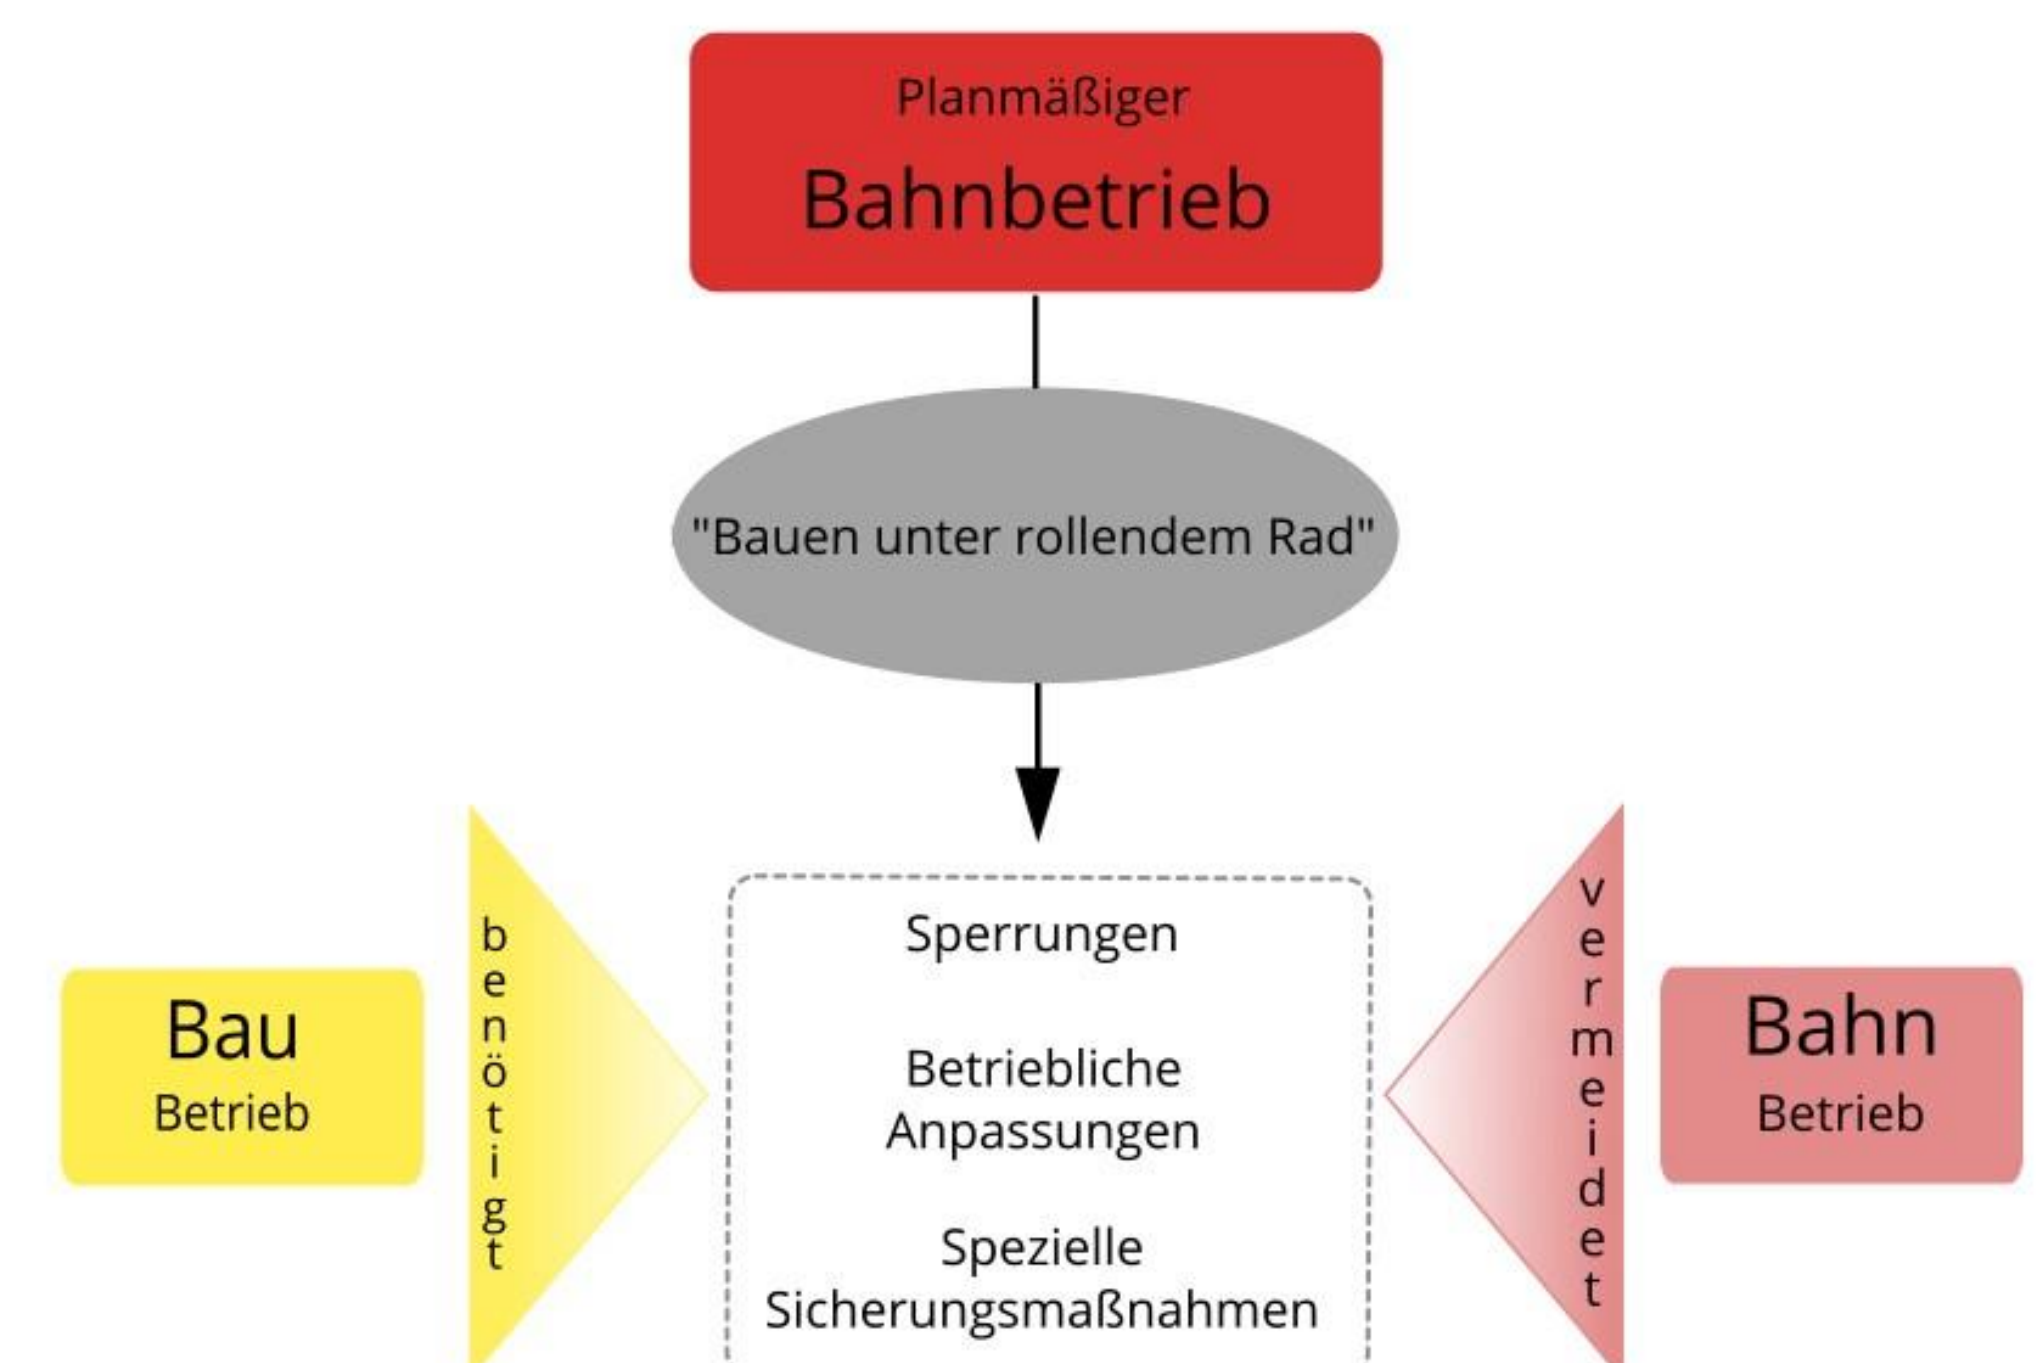 Planmäßiger
Bahnbetrieb
"Bauen unter rollendem Rad"
Bau
Betrieb
benötigt
Sperrungen
Betriebliche
Anpassungen
Spezielle
Sicherungsmaßnahmen
vermeidet
Bahn
Betrieb